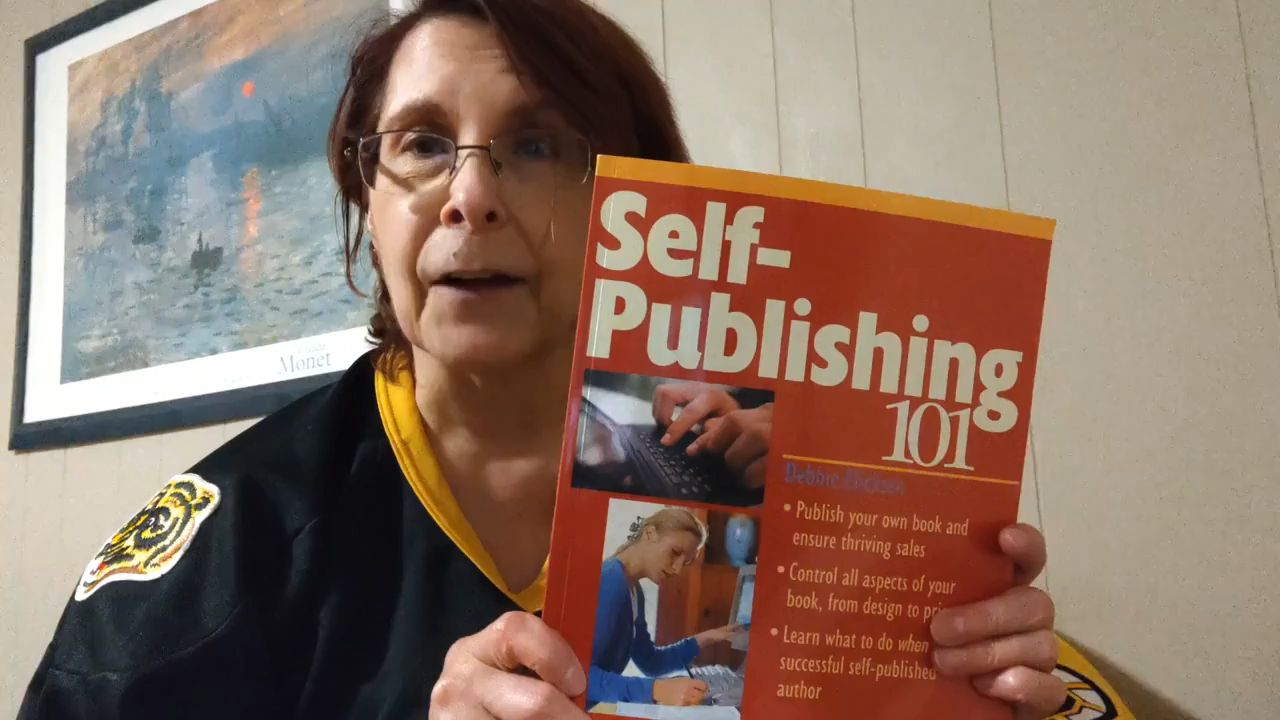 Claude
Monet
Self-
Publishing
101
Debbie
• Publish your own book and
ensure thriving sales
• Control all aspects of your
book, from design to
• Learn what to do when
successful self-published
author